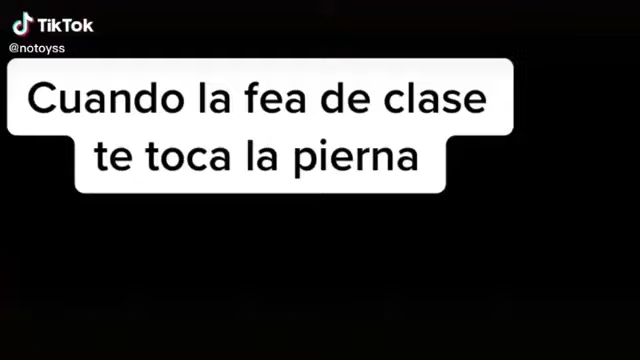 TikTok
@notoyss
Cuando la fea de clase
te toca la pierna